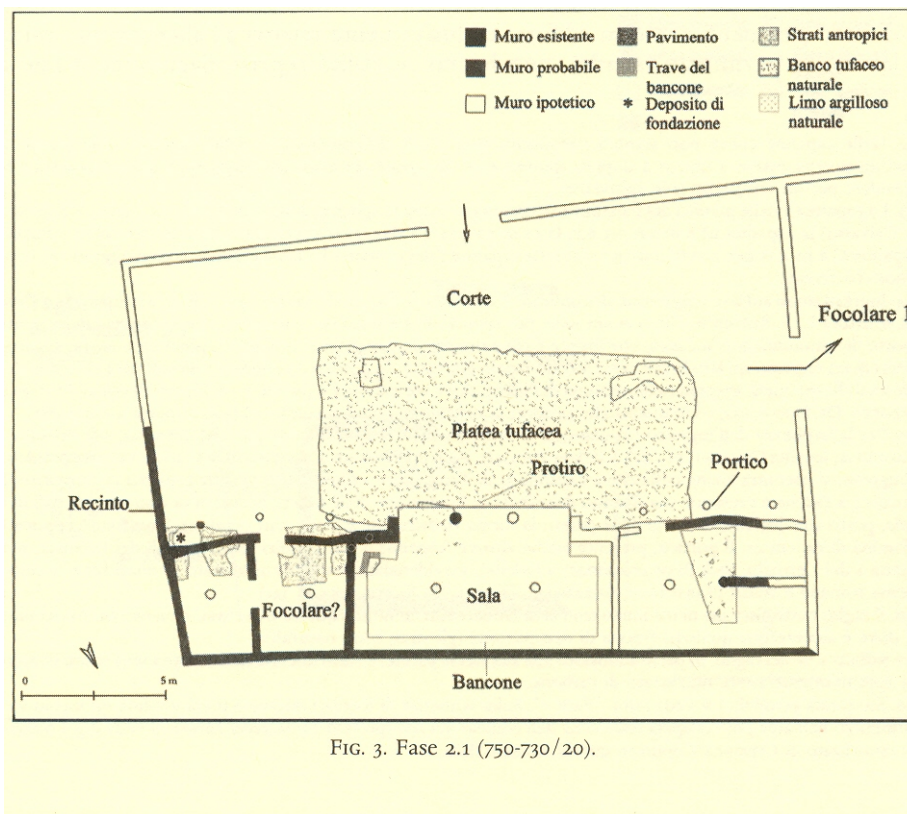 Muro esistente
Muro probabile
Muro ipotetico
Pavimento
Trave del
bancone
* Deposito di
fondazione
Strati antropici
Banco tufaceo
naturale
Limo argilloso
naturale
Corte
Focolare 1
Platea tufacea
Protiro
Portico
Recinto
*
Focolare?
Sala
Bancone
0 5 m
FIG. 3. Fase 2.1 (750-730/20).